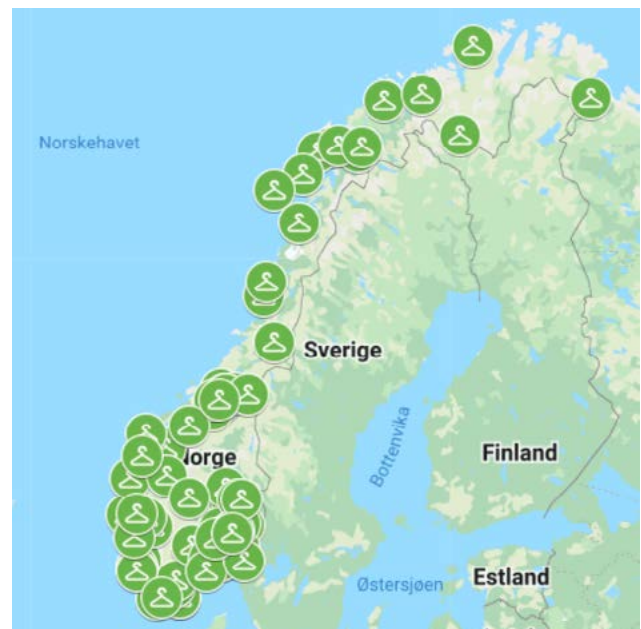 Norskehavet
Sverige
Norge
Bottenvika
Finland
Estland
Østersjøen